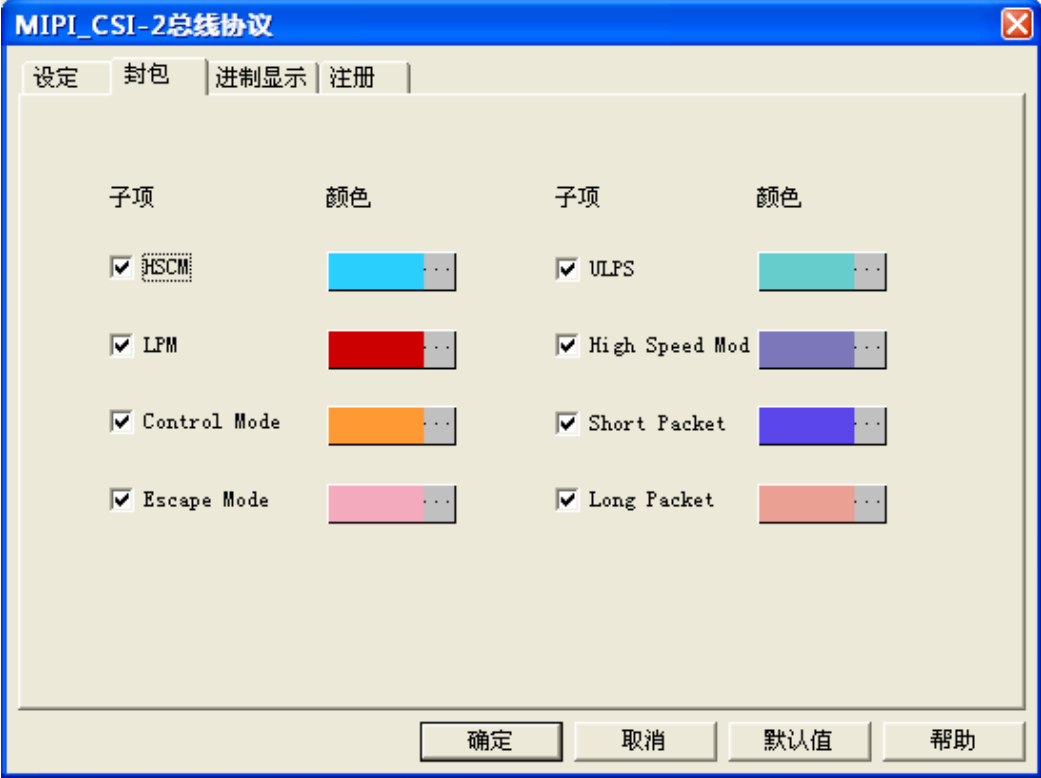 MIPI_CSI-2总线协议
设定 封包 进制显示 注册
子项 颜色 子项 颜色
HSCM ... ULPS ...
LPM ... High Speed Mod ...
Control Mode ... Short Packet ...
Escape Mode ... Long Packet ...
确定 取消 默认值 帮助